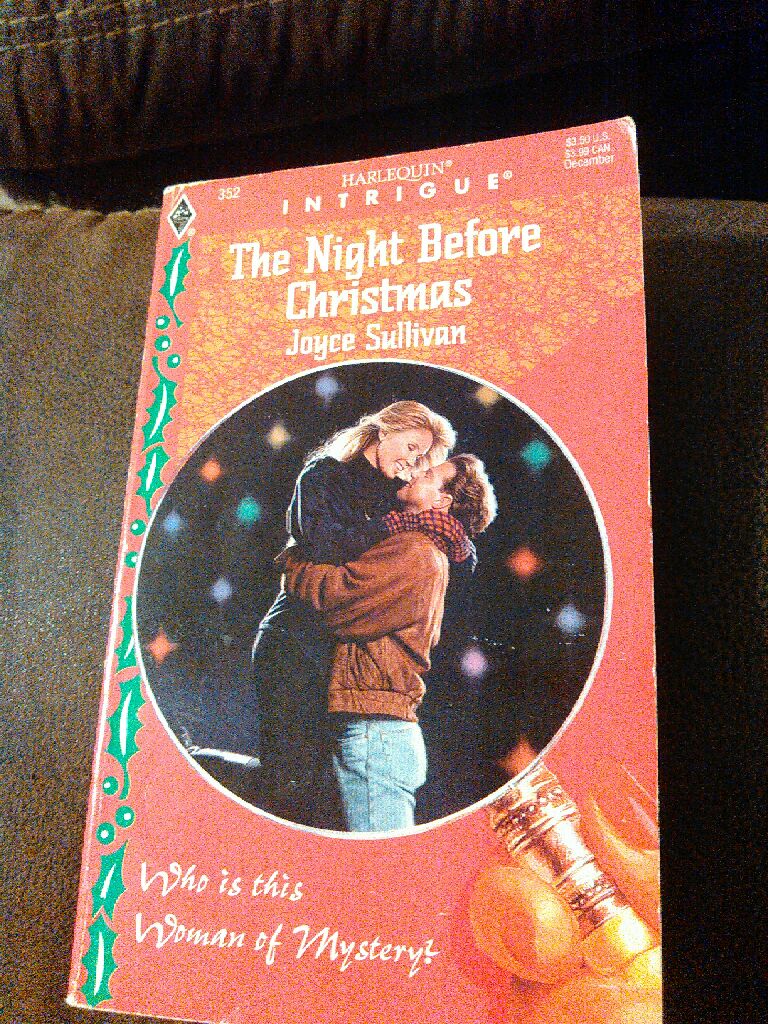 352
HARLEQUIN®
INTRIGUE®
$3.50 U.S.
$3.99 CAN.
December
The Night Before
Christmas
Joyce Sullivan
Who is this
Woman of Mystery?